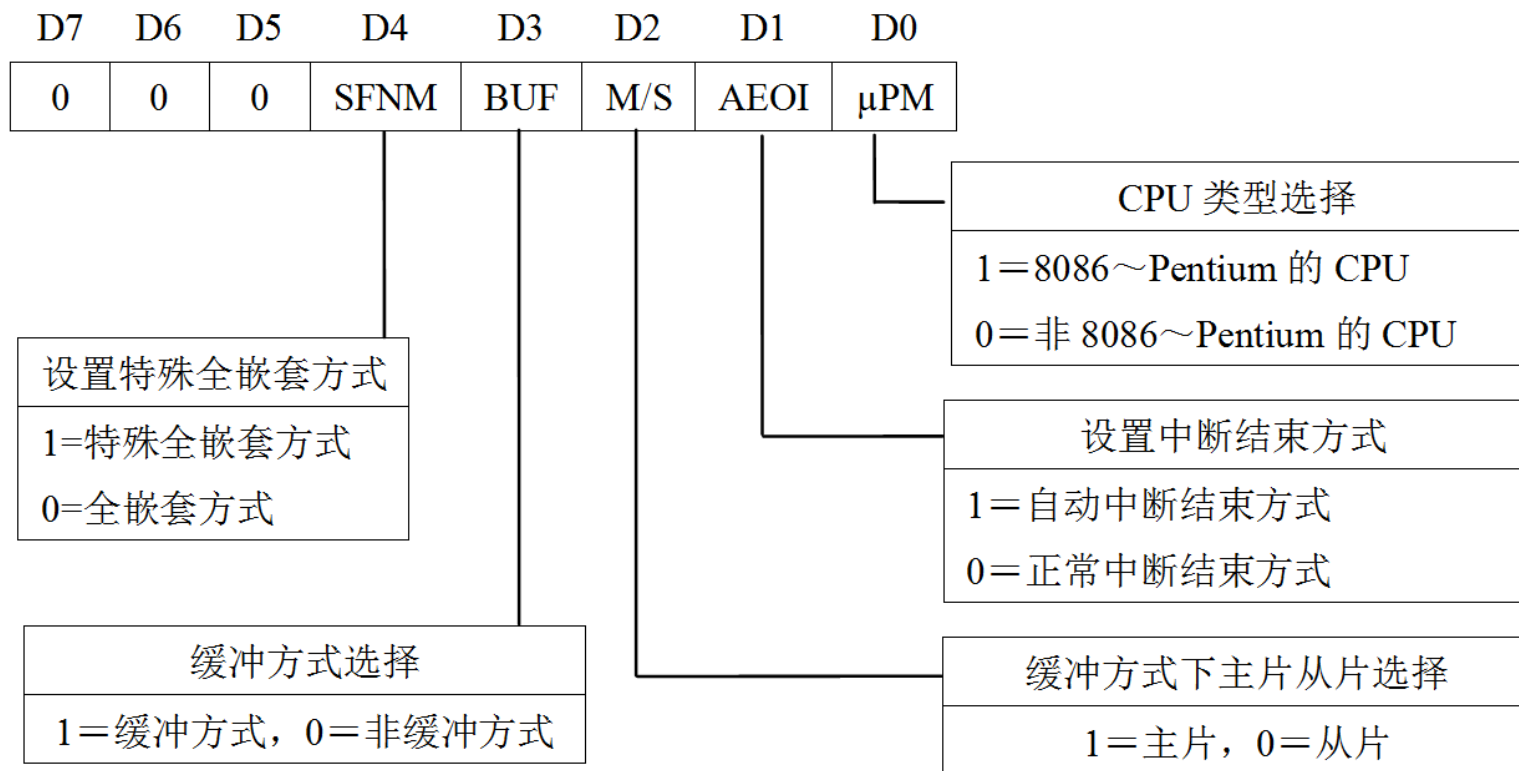 D7 D6 D5 D4 D3 D2 D1 D0
0 0 0 SFNM BUF M/S AEOI μPM
CPU 类型选择
1＝8086～Pentium 的 CPU
0＝非 8086～Pentium 的 CPU
设置特殊全嵌套方式
1=特殊全嵌套方式
0=全嵌套方式
设置中断结束方式
1＝自动中断结束方式
0＝正常中断结束方式
缓冲方式选择
1＝缓冲方式，0＝非缓冲方式
缓冲方式下主片从片选择
1＝主片，0＝从片